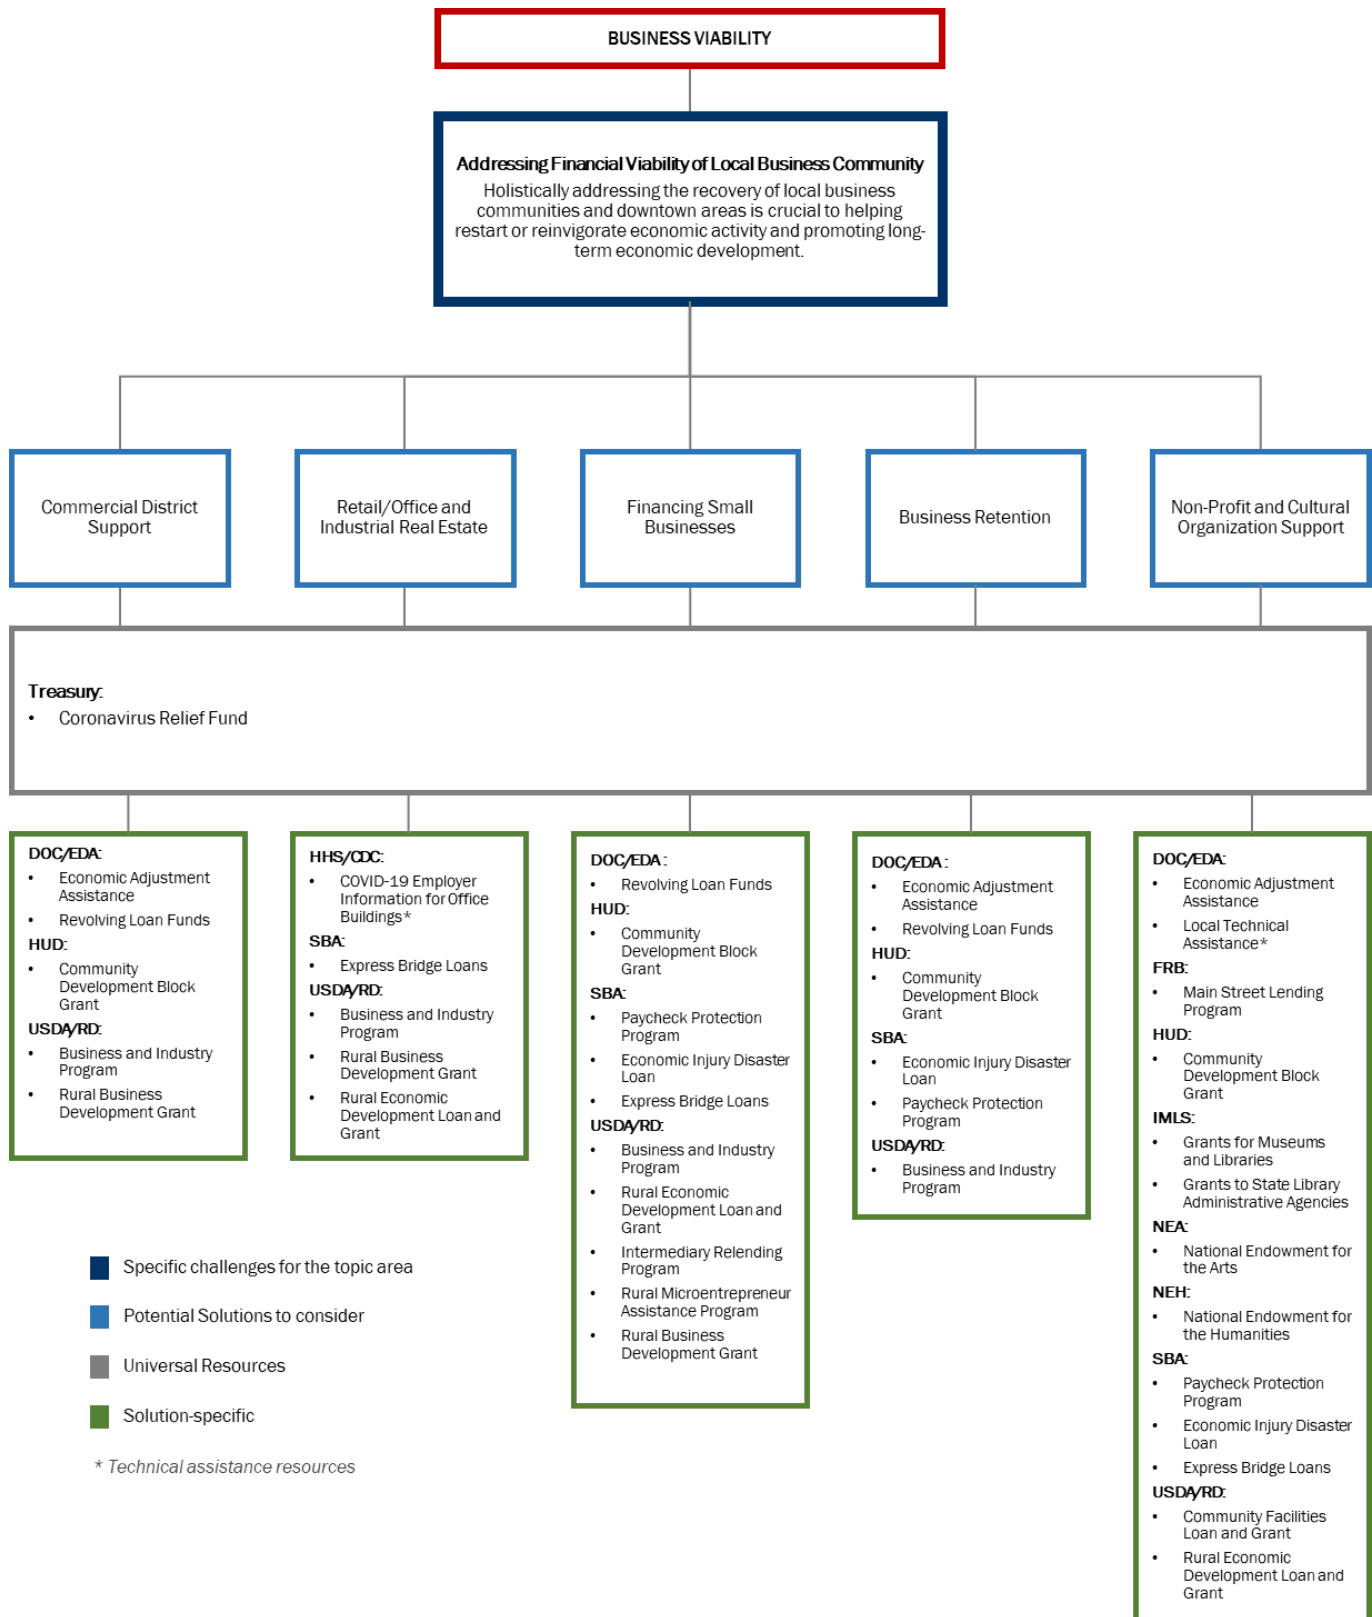 BUSINESS VIABILITY
Addressing Financial Viability of Local Business Community
Holistically addressing the recovery of local business
communities and downtown areas is crucial to helping
restart or reinvigorate economic activity and promoting long-
term economic development.
Commercial District
Support
Retail/Office and
Industrial Real Estate
Financing Small
Businesses
Business Retention
Non-Profit and Cultural
Organization Support
Treasury:
• Coronavirus Relief Fund
DOC/EDA:
• Economic Adjustment
Assistance
• Revolving Loan Funds
HUD:
• Community
Development Block
Grant
USDA/RD:
• Business and Industry
Program
• Rural Business
Development Grant
HHS/CDC:
• COVID-19 Employer
Information for Office
Buildings*
SBA:
• Express Bridge Loans
USDA/RD:
• Business and Industry
Program
• Rural Business
Development Grant
• Rural Economic
Development Loan and
Grant
DOC/EDA :
• Revolving Loan Funds
HUD:
• Community
Development Block
Grant
SBA:
• Paycheck Protection
Program
• Economic Injury Disaster
Loan
• Express Bridge Loans
USDA/RD:
• Business and Industry
Program
• Rural Economic
Development Loan and
Grant
• Intermediary Relending
Program
• Rural Microentrepreneur
Assistance Program
• Rural Business
Development Grant
DOC/EDA :
• Economic Adjustment
Assistance
• Revolving Loan Funds
HUD:
• Community
Development Block
Grant
SBA:
• Economic Injury Disaster
Loan
• Paycheck Protection
Program
USDA/RD:
• Business and Industry
Program
DOC/EDA:
• Economic Adjustment
Assistance
• Local Technical
Assistance*
FRB:
• Main Street Lending
Program
HUD:
• Community
Development Block
Grant
IMLS:
• Grants for Museums
and Libraries
• Grants to State Library
Administrative Agencies
NEA:
• National Endowment for
the Arts
NEH:
• National Endowment for
the Humanities
SBA:
• Paycheck Protection
Program
• Economic Injury Disaster
Loan
• Express Bridge Loans
USDA/RD:
• Community Facilities
Loan and Grant
• Rural Economic
Development Loan and
Grant
Specific challenges for the topic area
Potential Solutions to consider
Universal Resources
Solution-specific
* Technical assistance resources